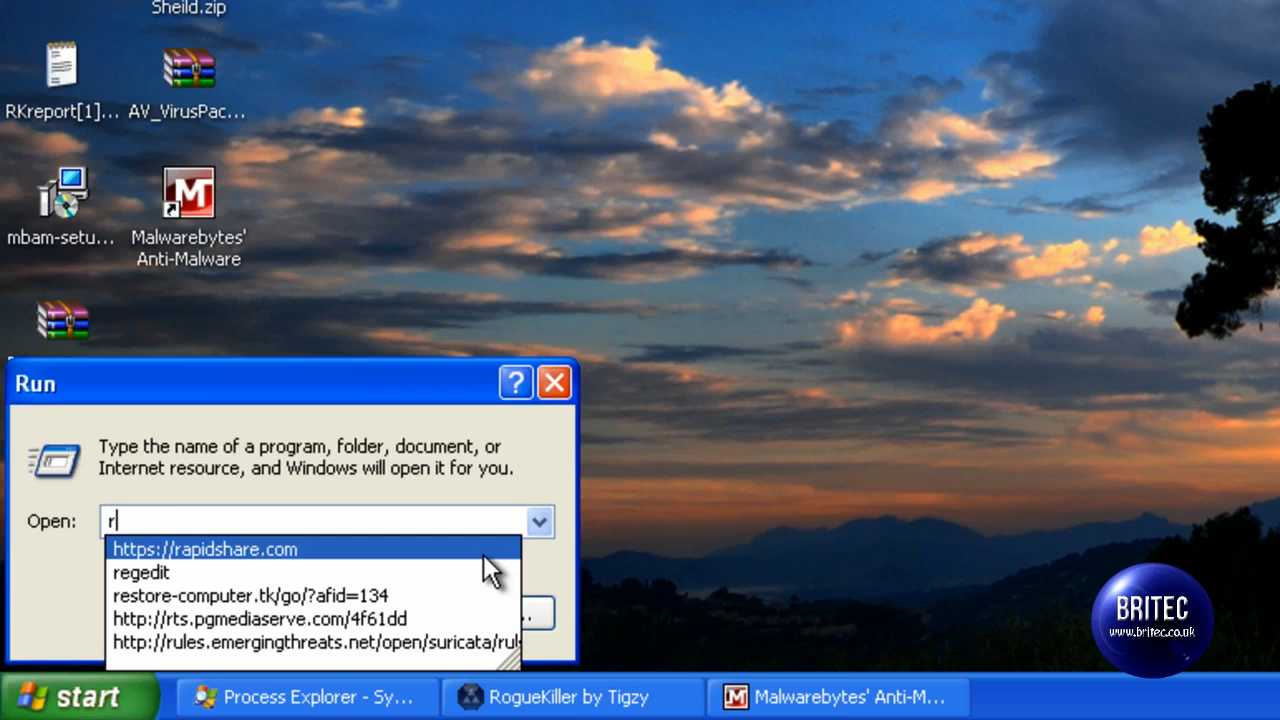 Sheild.zip
RKreport[1]...
AV_VirusPac...
mbam-setu...
Malwarebytes'
Anti-Malware
Run
Type the name of a program, folder, document, or
Internet resource, and Windows will open it for you.
Open:
r
https://rapidshare.com
regedit
restore-computer.tk/go/?afid=134
http://rts.pgmediaserve.com/4f61dd
http://rules.emergingthreats.net/open/suricata/rul
BRITEC
www.britec.co.uk
start
Process Explorer - Sy...
RogueKiller by Tigzy
Malwarebytes' Anti-M...